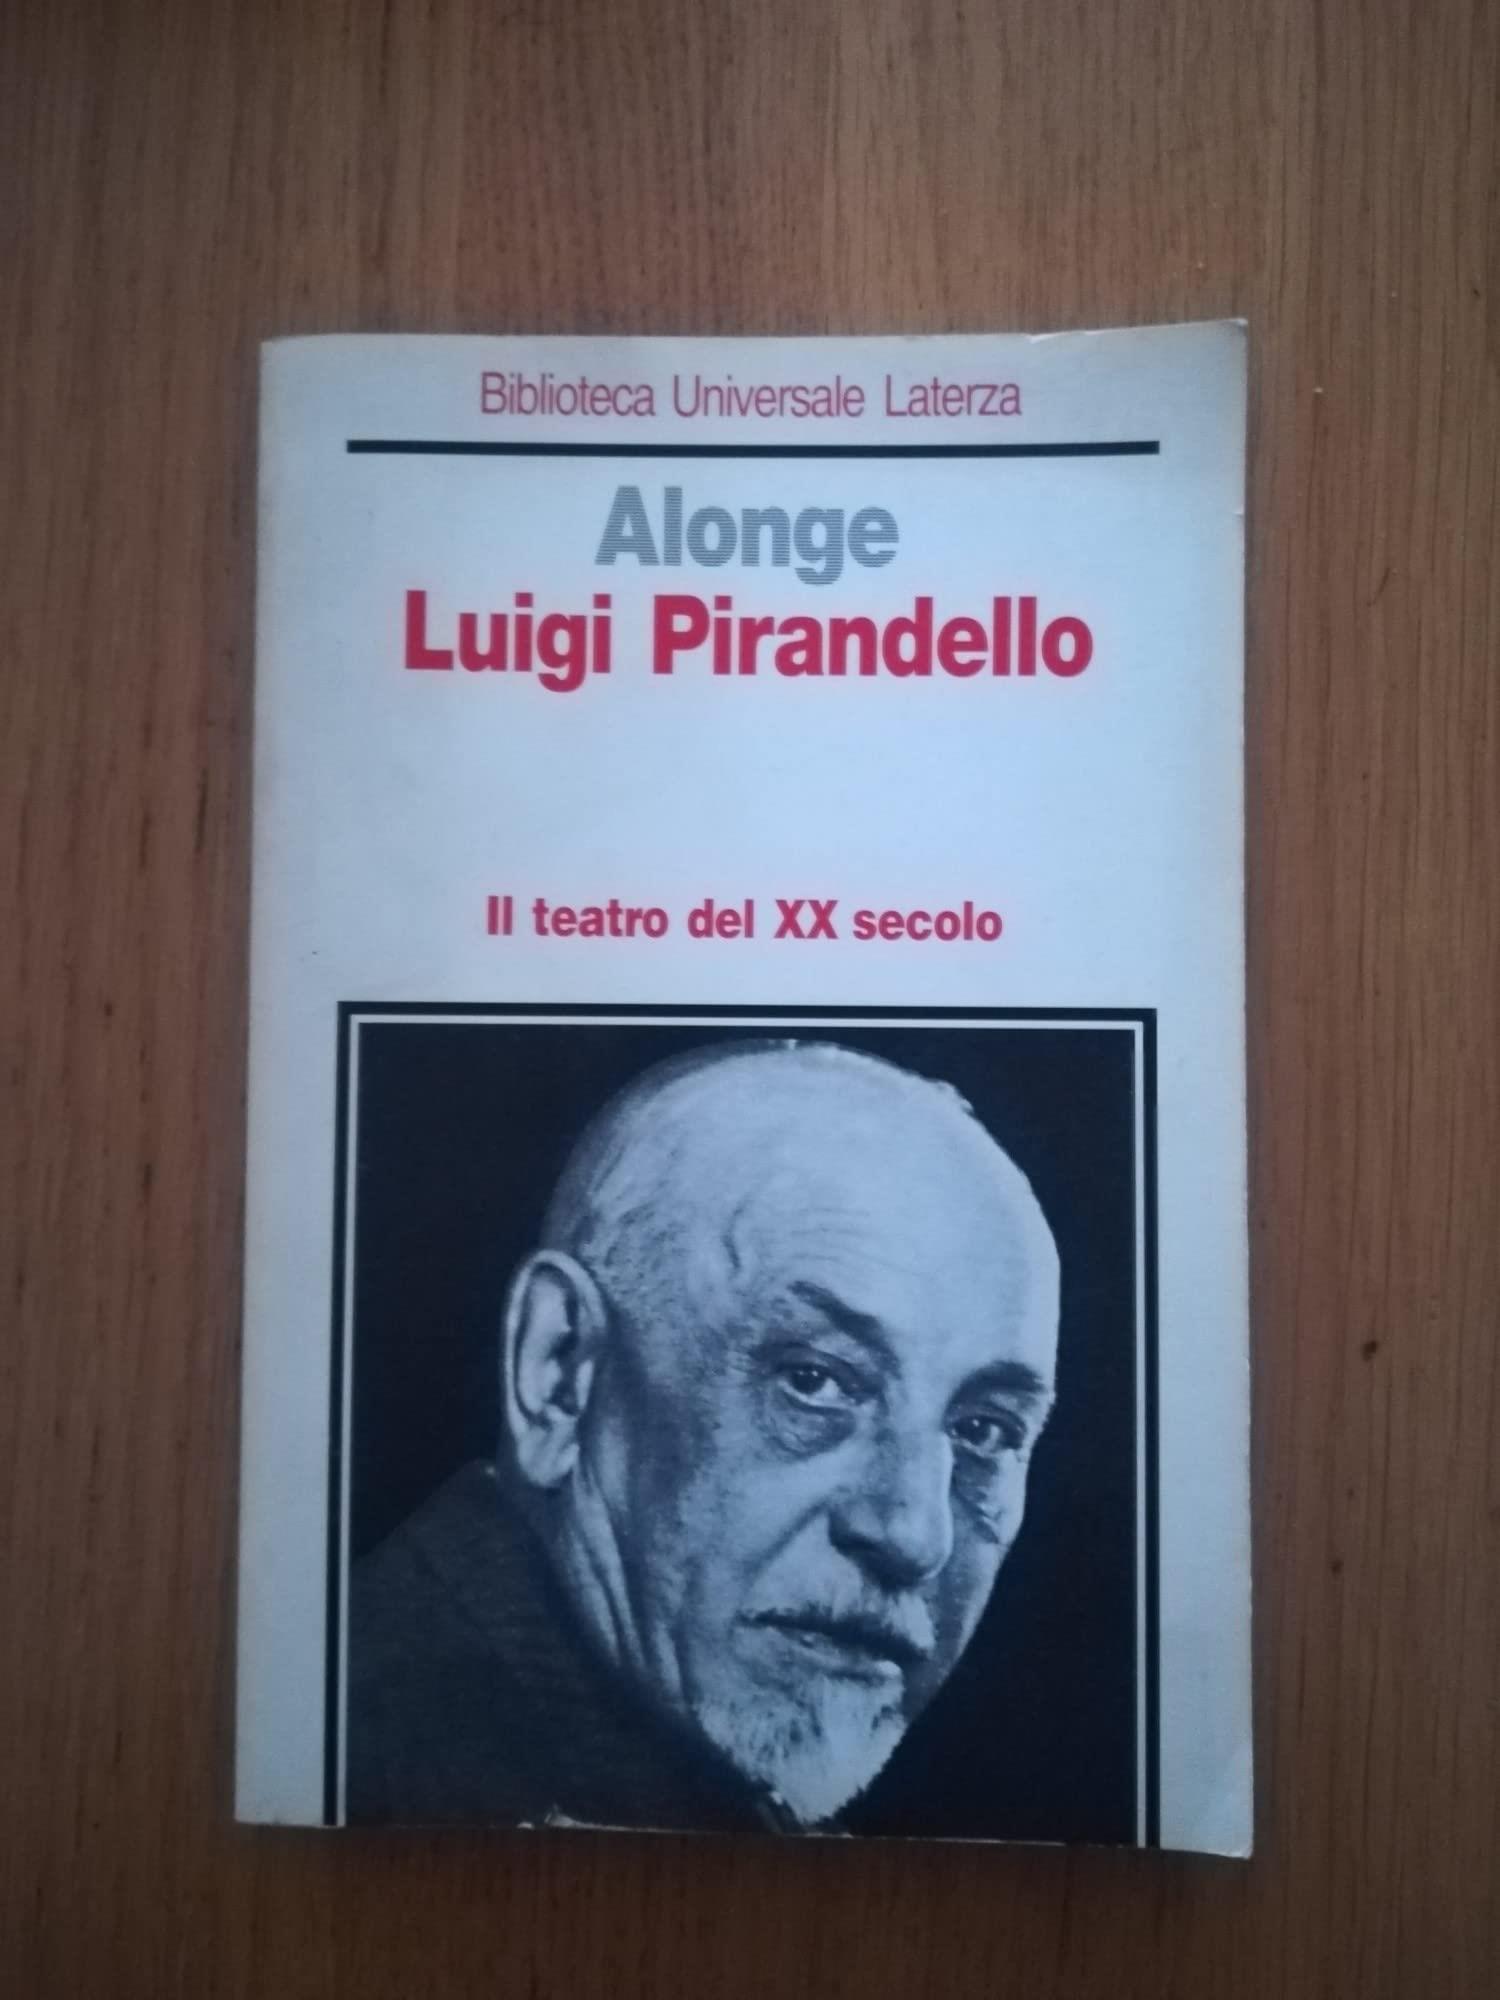 Biblioteca Universale Laterza
Alonge
Luigi Pirandello
Il teatro del XX secolo